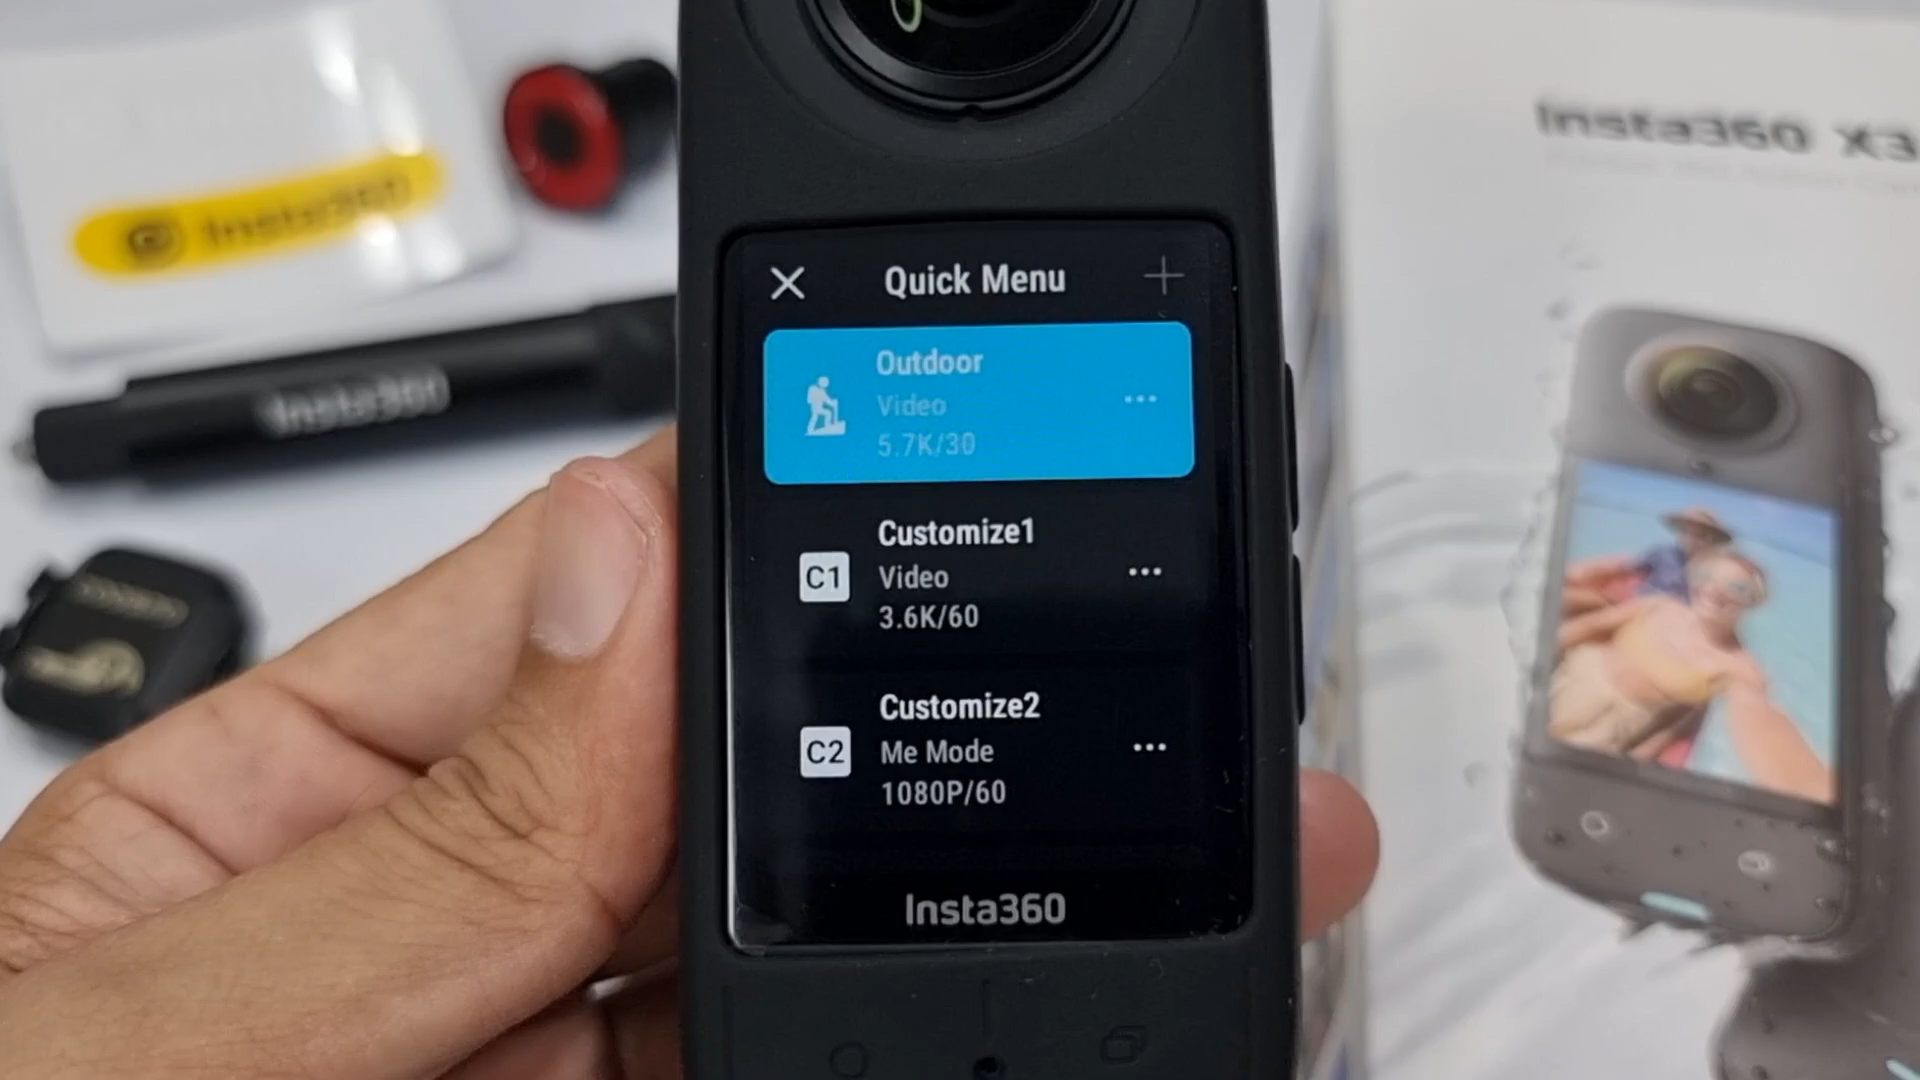 Insta360 X3
Insta360
Insta360
Quick Menu
Outdoor
Video
5.7K/30
C1
Customize1
Video
3.6K/60
C2
Customize2
Me Mode
1080P/60
Insta360